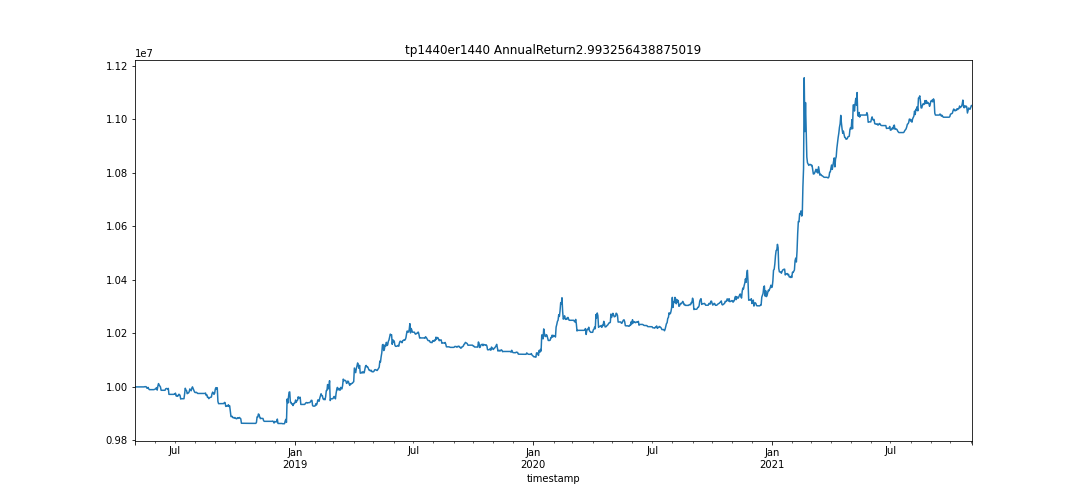 tp1440er1440 AnnualReturn2.993256438875019
1e7
1.12
1.10
1.08
1.06
1.04
1.02
1.00
0.98
Jul Jan Jul Jan Jul Jan Jul
2019 2020 2021
timestamp